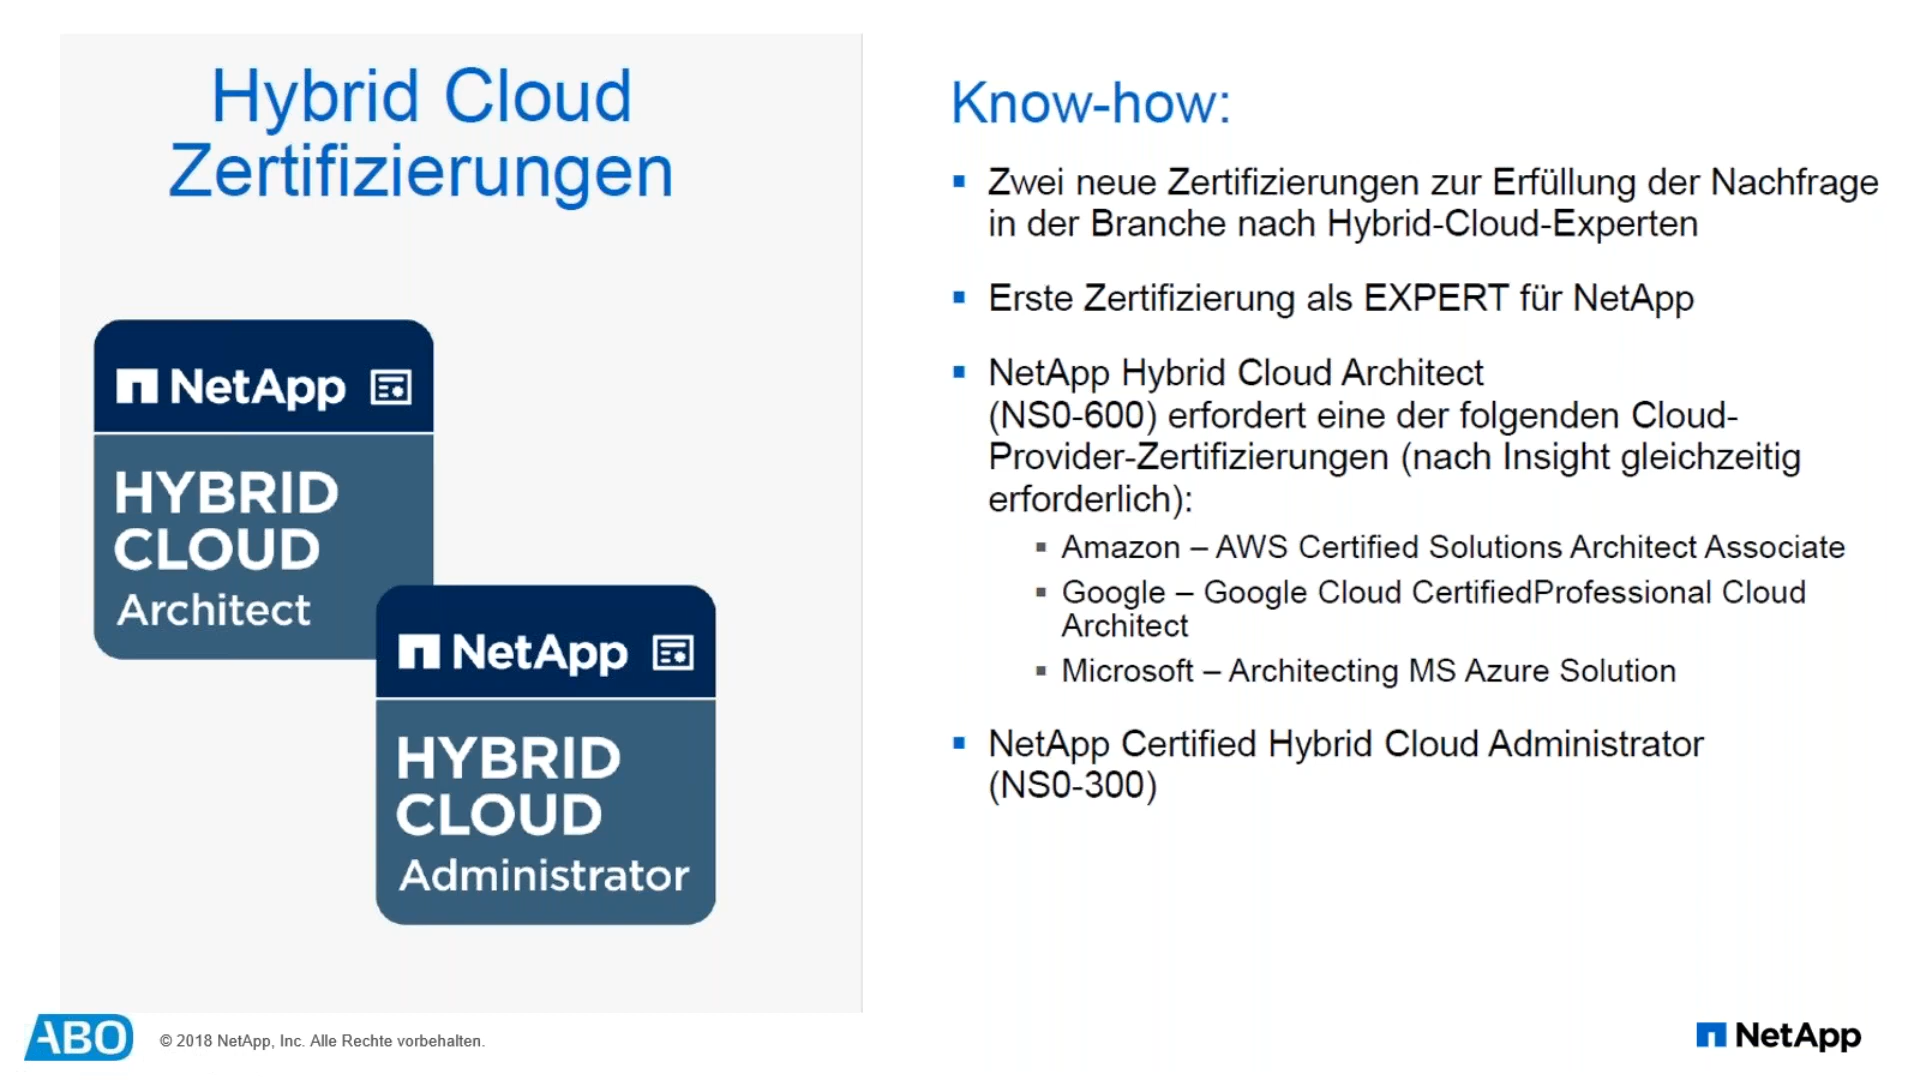 Hybrid Cloud
Zertifizierungen
NetApp
HYBRID
CLOUD
Architect
NetApp
HYBRID
CLOUD
Administrator
Know-how:
Zwei neue Zertifizierungen zur Erfüllung der Nachfrage
in der Branche nach Hybrid-Cloud-Experten
Erste Zertifizierung als EXPERT für NetApp
NetApp Hybrid Cloud Architect
(NS0-600) erfordert eine der folgenden Cloud-
Provider-Zertifizierungen (nach Insight gleichzeitig
erforderlich):
Amazon – AWS Certified Solutions Architect Associate
Google – Google Cloud CertifiedProfessional Cloud
Architect
Microsoft – Architecting MS Azure Solution
NetApp Certified Hybrid Cloud Administrator
(NS0-300)
ABO
© 2018 NetApp, Inc. Alle Rechte vorbehalten.
NetApp